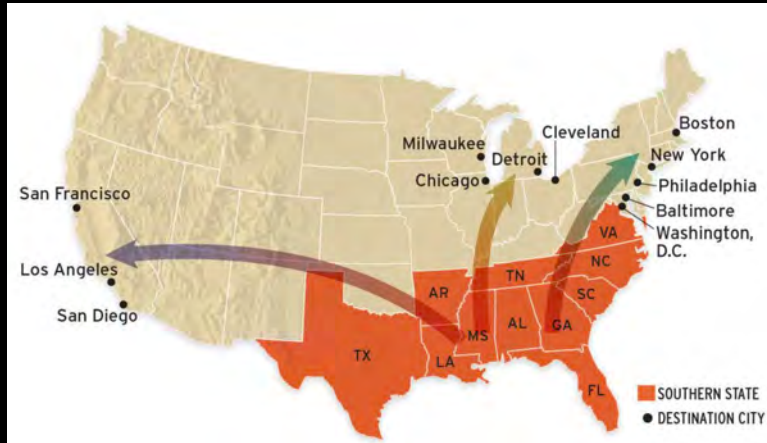 Boston
Cleveland
Milwaukee
Detroit
New York
Chicago
Philadelphia
San Francisco
Baltimore
Washington,
D.C.
VA
Los Angeles
TN
NC
AR
SC
San Diego
MS
AL
GA
TX
LA
FL
SOUTHERN STATE
DESTINATION CITY